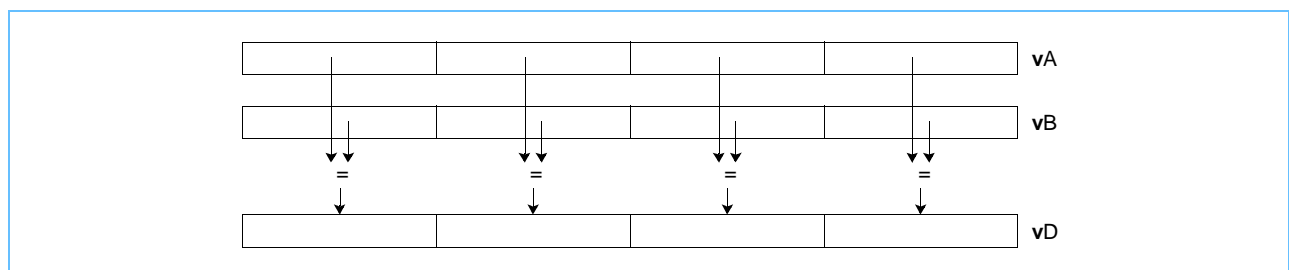 vA
vB
= = = =
vD